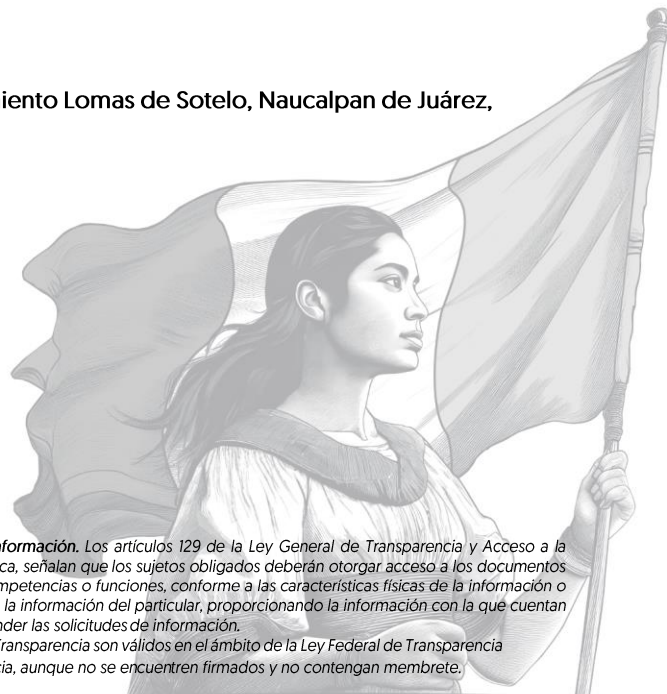 iento Lomas de Sotelo, Naucalpan de Juárez,
nformación. Los artículos 129 de la Ley General de Transparencia y Acceso a la
ca, señalan que los sujetos obligados deberán otorgar acceso a los documentos
mpetencias o funciones, conforme a las características físicas de la información o
la información del particular, proporcionando la información con la que cuentan
nder las solicitudes de información.
ransparencia son válidos en el ámbito de la Ley Federal de Transparencia
cia, aunque no se encuentren firmados y no contengan membrete.